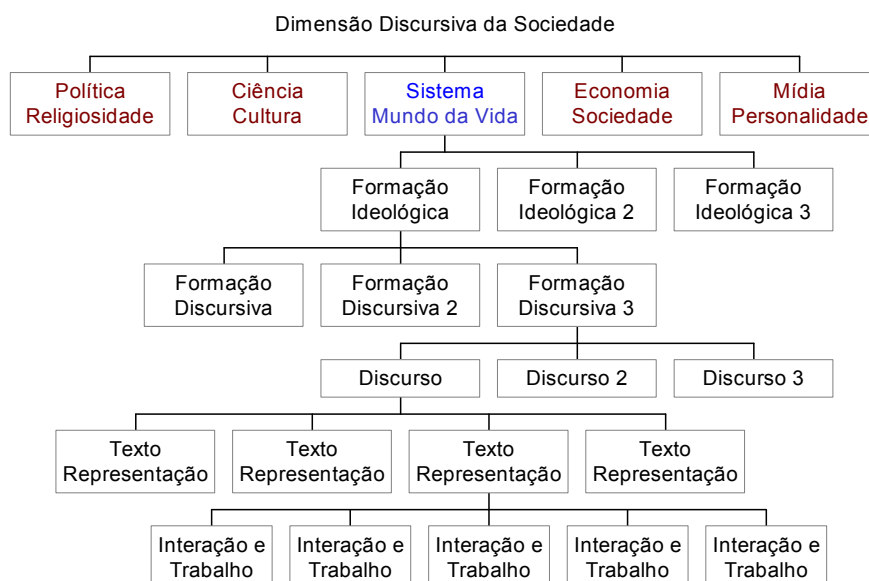 Dimensão Discursiva da Sociedade
Política
Religiosidade
Ciência
Cultura
Sistema
Mundo da Vida
Economia
Sociedade
Mídia
Personalidade
Formação
Ideológica
Formação
Ideológica 2
Formação
Ideológica 3
Formação
Discursiva
Formação
Discursiva 2
Formação
Discursiva 3
Discurso
Discurso 2
Discurso 3
Texto
Representação
Texto
Representação
Texto
Representação
Texto
Representação
Interação e
Trabalho
Interação e
Trabalho
Interação e
Trabalho
Interação e
Trabalho
Interação e
Trabalho